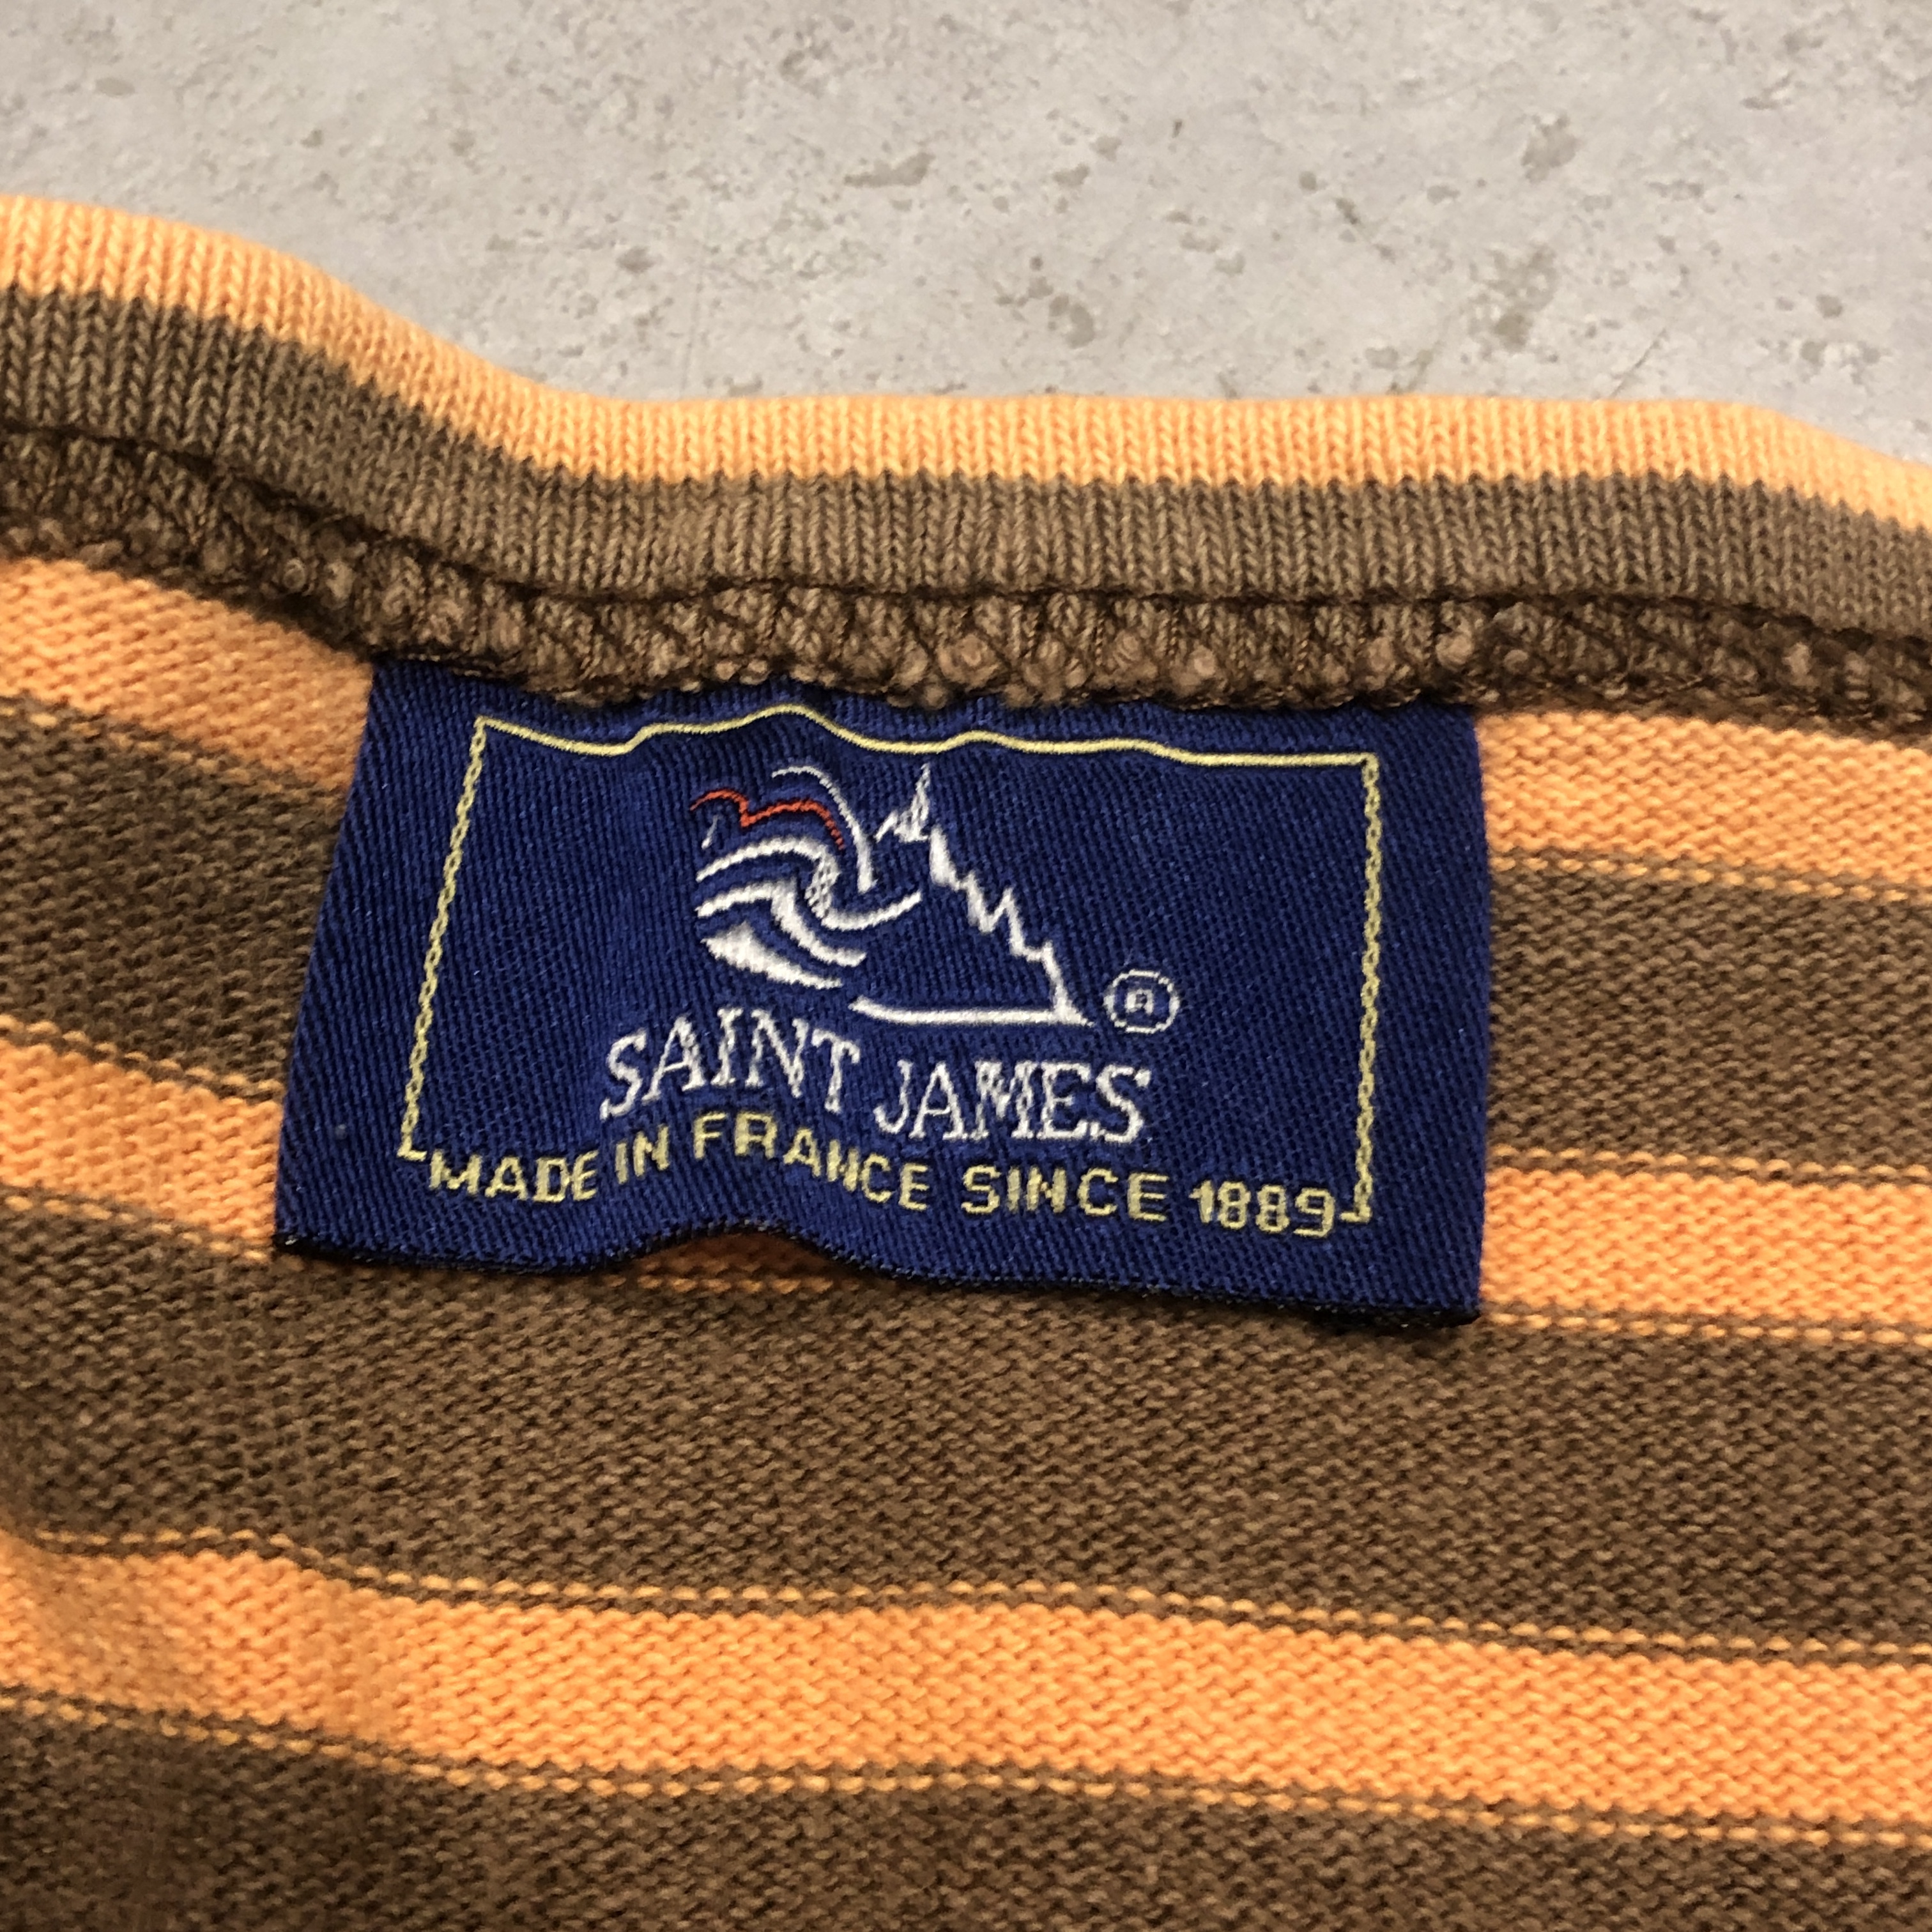 ®
SAINT JAMES
MADE IN FRANCE SINCE 1889